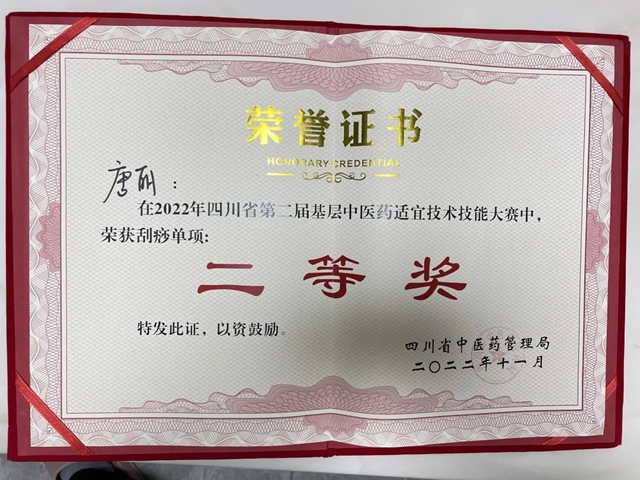 荣誉证书
HONORARY CREDENTIAL
唐丽：
在2022年四川省第二届基层中医药适宜技术技能大赛中，
荣获刮痧单项：
二等奖
特发此证，以资鼓励。
四川省中医药管理局
二〇二二年十一月